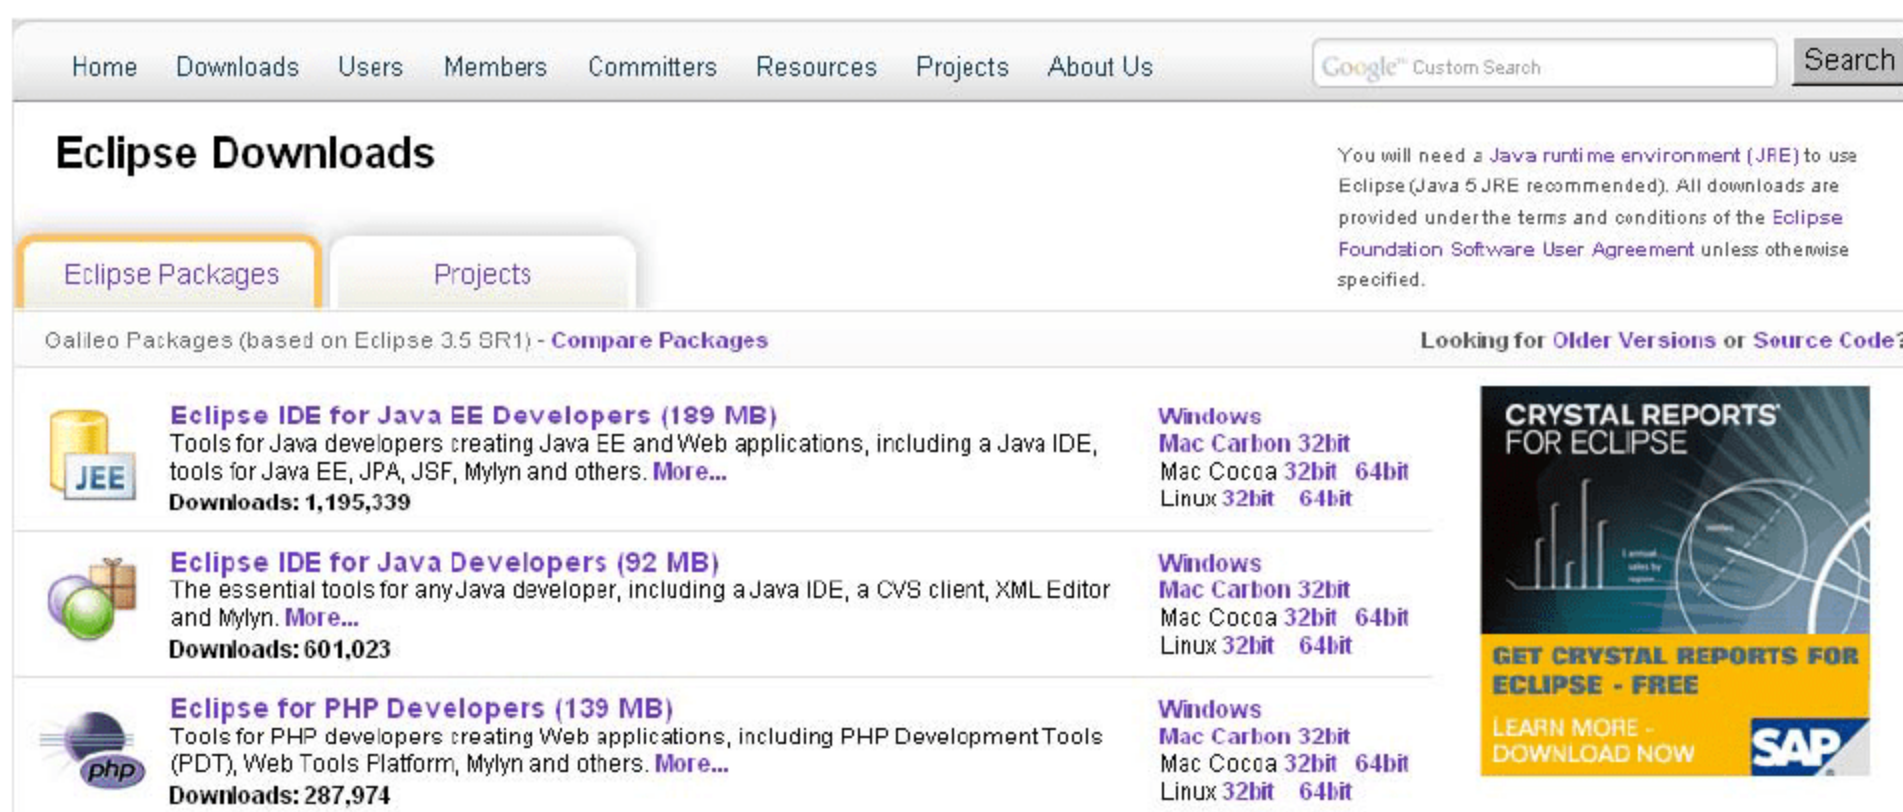 Home Downloads Users Members Committers Resources Projects About Us Google™ Custom Search Search
Eclipse Downloads
You will need a Java runtime environment (JRE) to use
Eclipse (Java 5 JRE recommended). All downloads are
provided under the terms and conditions of the Eclipse
Foundation Software User Agreement unless otherwise
specified.
Eclipse Packages Projects
Galileo Packages (based on Eclipse 3.5 SR1) - Compare Packages
Looking for Older Versions or Source Code?
JEE
Eclipse IDE for Java EE Developers (189 MB)
Tools for Java developers creating Java EE and Web applications, including a Java IDE,
tools for Java EE, JPA, JSF, Mylyn and others. More...
Downloads: 1,195,339
Windows
Mac Carbon 32bit
Mac Cocoa 32bit 64bit
Linux 32bit 64bit
Eclipse IDE for Java Developers (92 MB)
The essential tools for any Java developer, including a Java IDE, a CVS client, XML Editor
and Mylyn. More...
Downloads: 601,023
Windows
Mac Carbon 32bit
Mac Cocoa 32bit 64bit
Linux 32bit 64bit
php
Eclipse for PHP Developers (139 MB)
Tools for PHP developers creating Web applications, including PHP Development Tools
(PDT), Web Tools Platform, Mylyn and others. More...
Downloads: 287,974
Windows
Mac Carbon 32bit
Mac Cocoa 32bit 64bit
Linux 32bit 64bit
CRYSTAL REPORTS
FOR ECLIPSE
sales by
GET CRYSTAL REPORTS FOR
ECLIPSE - FREE
LEARN MORE -
DOWNLOAD NOW
SAP